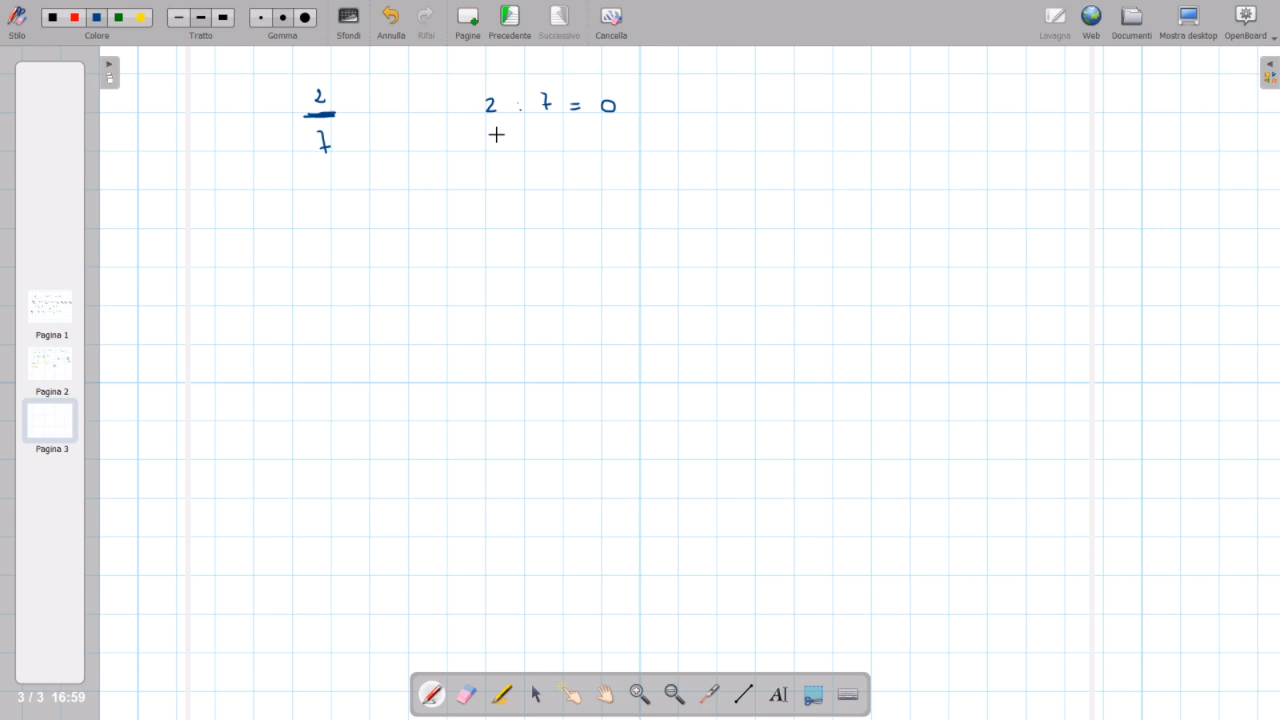 Stilo Colore Tratto Gomma Sfondi Annulla Rifai Pagine Precedente Successivo Cancella Lavagna Web Documenti Mostra desktop OpenBoard
2
7
2 : 7 = 0
Pagina 1
Pagina 2
Pagina 3
3 / 3 16:59
AI